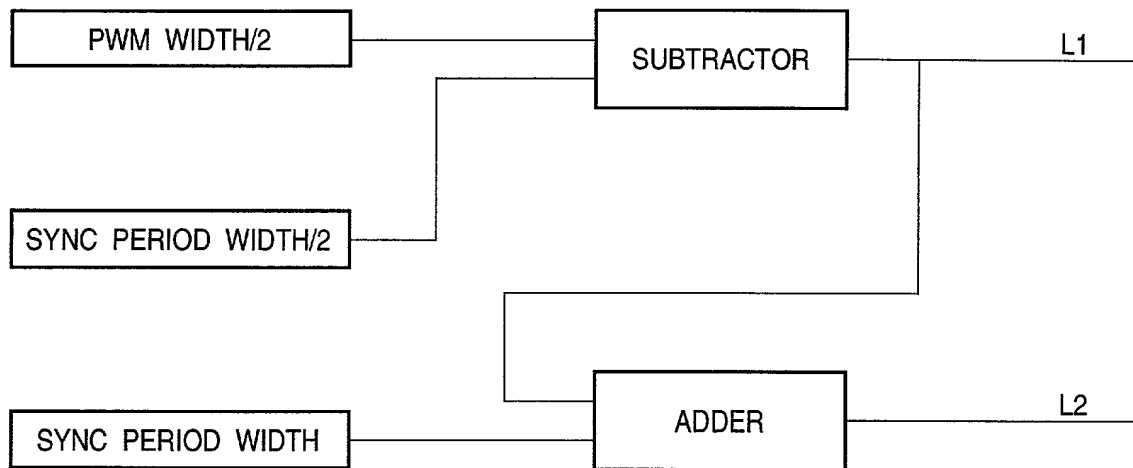 PWM WIDTH/2
SUBTRACTOR
L1
SYNC PERIOD WIDTH/2
SYNC PERIOD WIDTH
ADDER
L2